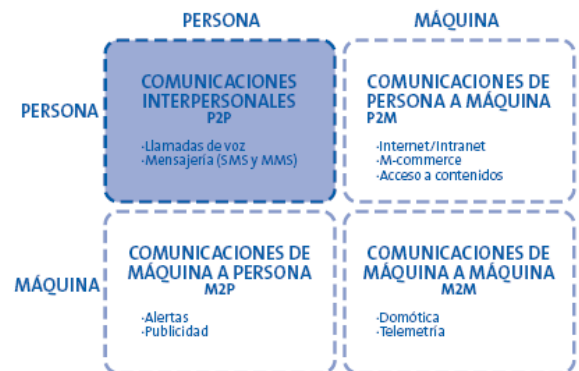 PERSONA
MÁQUINA
PERSONA
COMUNICACIONES
INTERPERSONALES
P2P
·Llamadas de voz
·Mensajería (SMS y MMS)
COMUNICACIONES DE
PERSONA A MÁQUINA
P2M
·Internet/Intranet
·M-commerce
·Acceso a contenidos
MÁQUINA
COMUNICACIONES DE
MÁQUINA A PERSONA
M2P
·Alertas
·Publicidad
COMUNICACIONES DE
MÁQUINA A MÁQUINA
M2M
·Domótica
·Telemetría